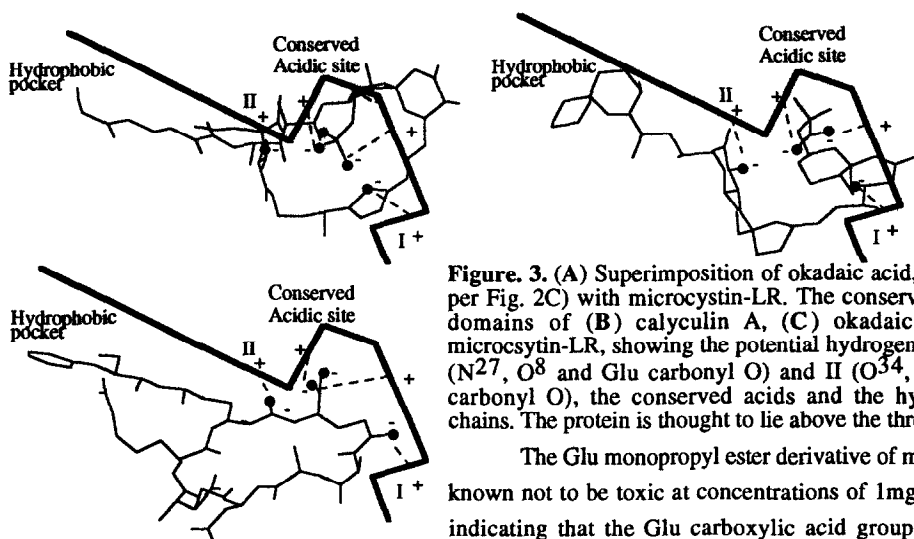 Conserved
Acidic site
Hydrophobic
pocket
II
+
+
+
-
-
-
-
I +
Conserved
Acidic site
Hydrophobic
pocket
II
+
+
+
-
-
-
-
I +
Conserved
Acidic site
Hydrophobic
pocket
II
+
+
+
-
-
-
-
I +
Figure. 3. (A) Superimposition of okadaic acid,
per Fig. 2C) with microcystin-LR. The conserv
domains of (B) calyculin A, (C) okadaic
microcsytin-LR, showing the potential hydrogen
(N27, O8 and Glu carbonyl O) and II (O34,
carbonyl O), the conserved acids and the hy
chains. The protein is thought to lie above the thr
The Glu monopropyl ester derivative of m
known not to be toxic at concentrations of 1mg
indicating that the Glu carboxylic acid group